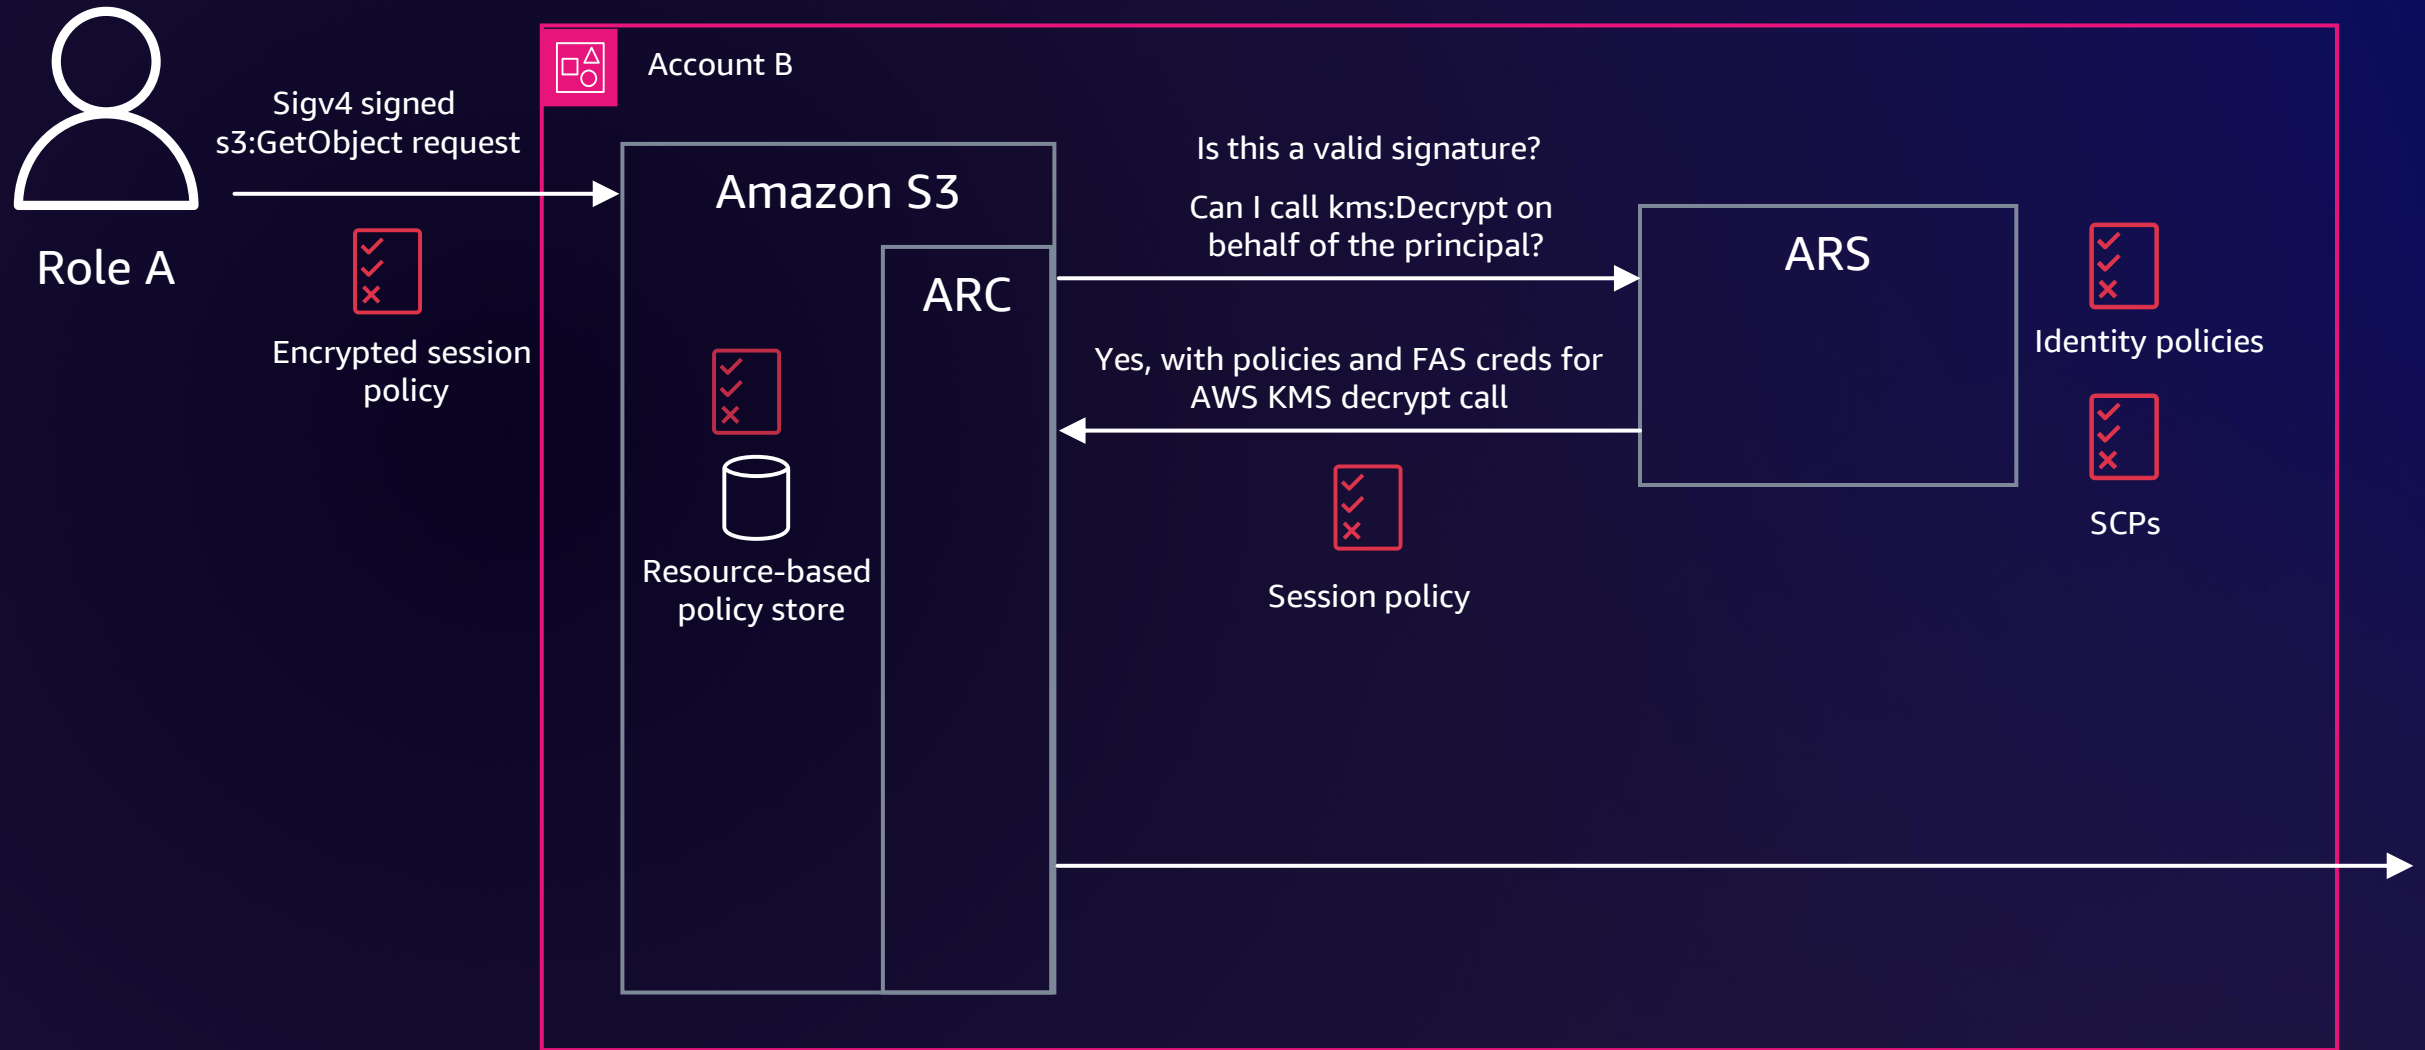 Account B
Sigv4 signed
s3:GetObject request
Role A
Encrypted session
policy
Amazon S3
ARC
Resource-based
policy store
Is this a valid signature?
Can I call kms:Decrypt on
behalf of the principal?
Yes, with policies and FAS creds for
AWS KMS decrypt call
Session policy
ARS
Identity policies
SCPs